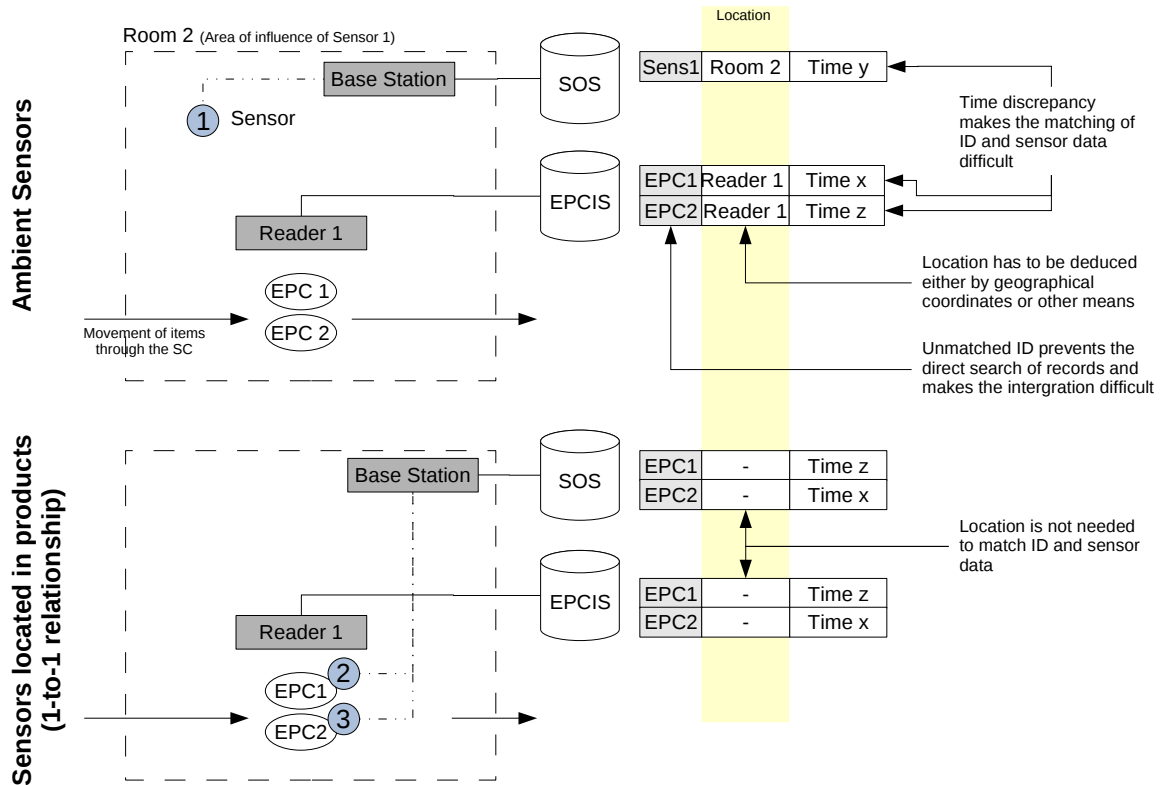 Location
Room 2 (Area of influence of Sensor 1)
Base Station
SOS
Sens1 Room 2 Time y
1 Sensor
Time discrepancy
makes the matching of
ID and sensor data
difficult
Ambient Sensors
EPCIS
EPC1 Reader 1 Time x
EPC2 Reader 1 Time z
Reader 1
EPC 1
EPC 2
Movement of items
through the SC
Location has to be deduced
either by geographical
coordinates or other means
Unmatched ID prevents the
direct search of records and
makes the intergration difficult
Sensors located in products
(1-to-1 relationship)
Base Station
SOS
EPC1 - Time z
EPC2 - Time x
Location is not needed
to match ID and sensor
data
EPCIS
EPC1 - Time z
EPC2 - Time x
Reader 1
2
EPC1
3
EPC2